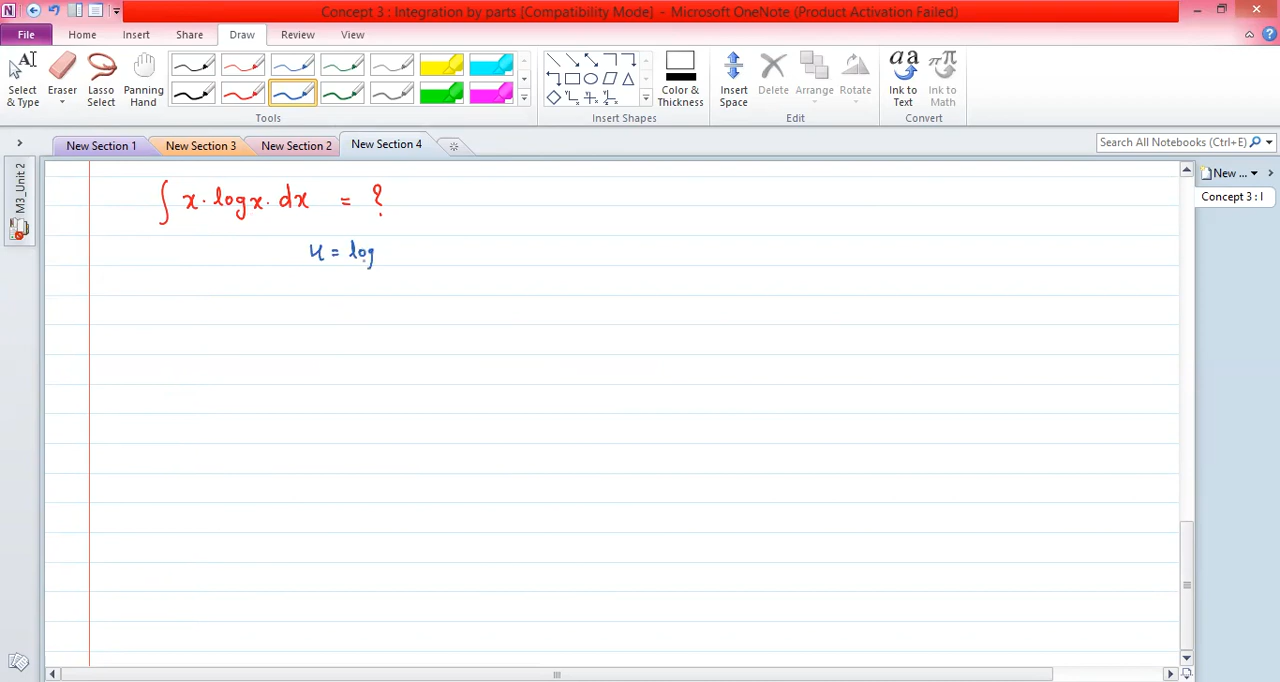 Concept 3 : Integration by parts [Compatibility Mode] - Microsoft OneNote (Product Activation Failed)
File Home Insert Share Draw Review View
Select & Type
Eraser
Lasso Select
Panning Hand
Color & Thickness
Insert Space
Delete
Arrange
Rotate
Ink to Text
Ink to Math
Tools Insert Shapes Edit Convert
New Section 1 New Section 3 New Section 2 New Section 4
Search All Notebooks (Ctrl+E)
M3_Unit 2
New ...
Concept 3 : I
∫ x · log x · dx = ?
u = log